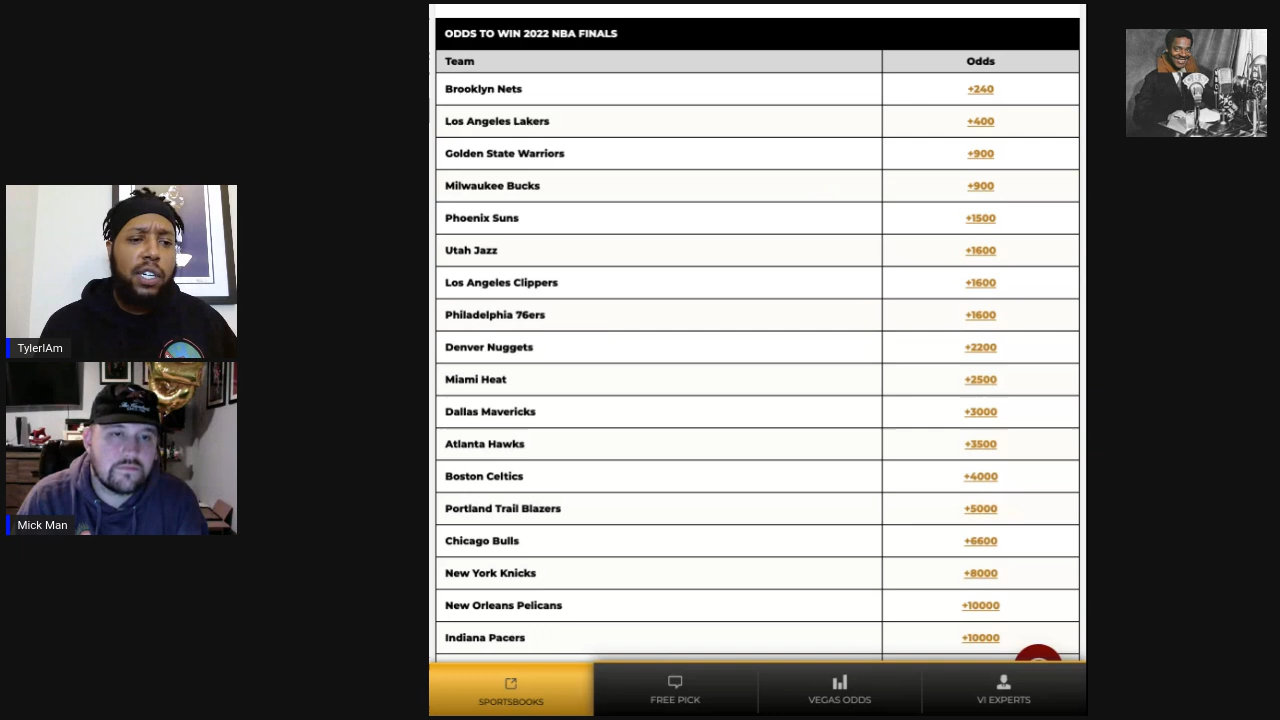 ODDS TO WIN 2022 NBA FINALS
Team Odds
Brooklyn Nets +240
Los Angeles Lakers +400
Golden State Warriors +900
Milwaukee Bucks +900
Phoenix Suns +1500
Utah Jazz +1600
Los Angeles Clippers +1600
Philadelphia 76ers +1600
Denver Nuggets +2200
Miami Heat +2500
Dallas Mavericks +3000
Atlanta Hawks +3500
Boston Celtics +4000
Portland Trail Blazers +5000
Chicago Bulls +6600
New York Knicks +8000
New Orleans Pelicans +10000
Indiana Pacers +10000
SPORTSBOOKS FREE PICK VEGAS ODDS VI EXPERTS
TylerIAm
Mick Man